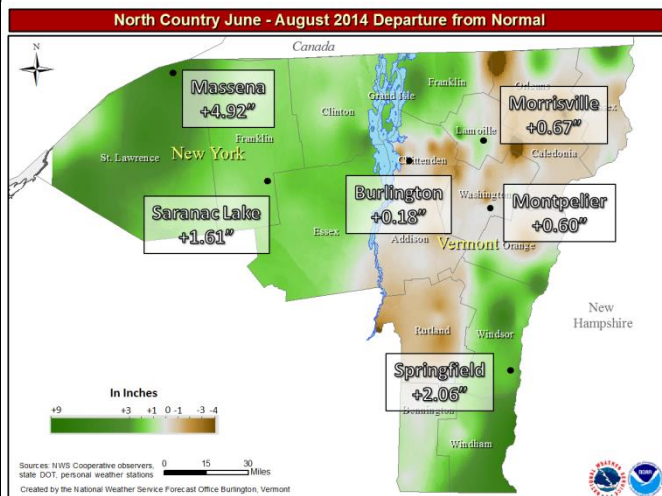 North Country June - August 2014 Departure from Normal
N
Canada
Massena
+4.92”
Clinton
Grand Isle
Franklin
Orleans
Morrisville
+0.67”
Lamoille
Franklin
St. Lawrence
New York
Chittenden
Caledonia
Saranac Lake
+1.61”
Burlington
+0.18”
Washington
Montpelier
+0.60”
Essex
Addison
Vermont
Orange
New
Hampshire
Rutland
Windsor
Springfield
+2.06”
Bennington
Windham
In Inches
+9 +3 +1 0 -1 -3 -4
Sources: NWS Cooperative observers,
state DOT, personal weather stations
0 15 30
Miles
Created by the National Weather Service Forecast Office Burlington, Vermont
NOAA